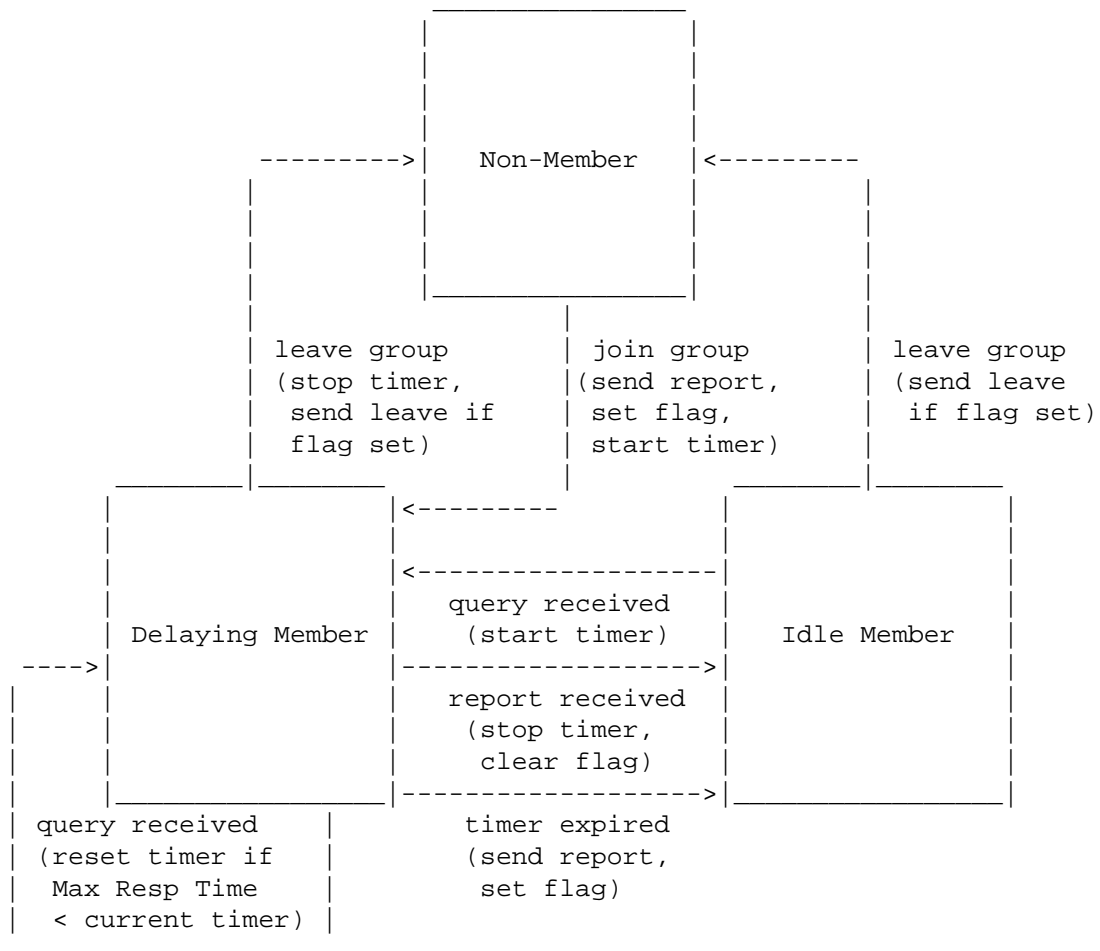 Non-Member
leave group
(stop timer,
send leave if
flag set)
join group
(send report,
set flag,
start timer)
leave group
(send leave
if flag set)
query received
(start timer)
Delaying Member
Idle Member
report received
(stop timer,
clear flag)
query received
(reset timer if
Max Resp Time
< current timer)
timer expired
(send report,
set flag)